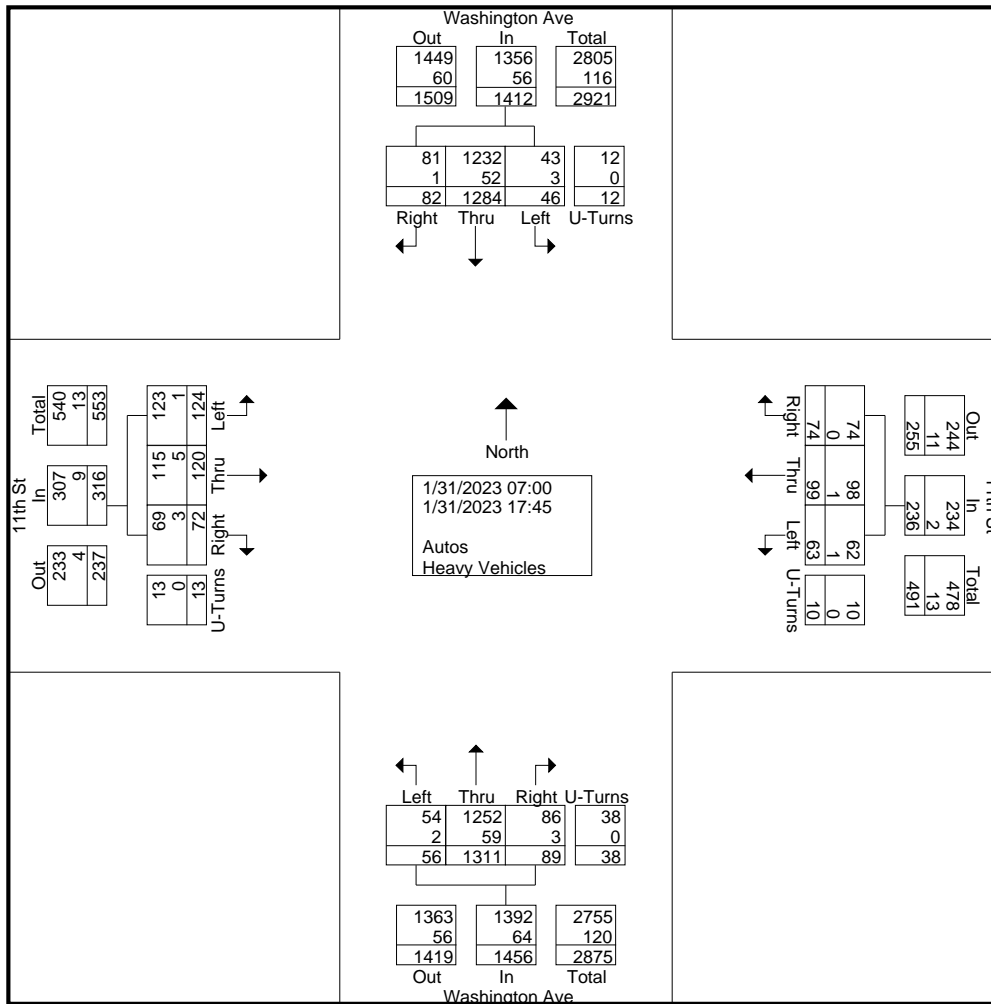 Washington Ave
Out In Total
1449 1356 2805
60 56 116
1509 1412 2921
81 1232 43 12
1 52 3 0
82 1284 46 12
Right Thru Left U-Turns
11th St
Total In Out
540 307 233
13 9 4
553 316 237
123 115 69 13
1 5 3 0
124 120 72 13
Left Thru Right U-Turns
North
1/31/2023 07:00
1/31/2023 17:45
Autos
Heavy Vehicles
Right Thru Left U-Turns
74 98 62 10
0 1 1 0
74 99 63 10
Out In Total
244 234 478
11 2 13
255 236 491
St
Left Thru Right U-Turns
54 1252 86 38
2 59 3 0
56 1311 89 38
1363 1392 2755
56 64 120
1419 1456 2875
Out In Total
Washington Ave